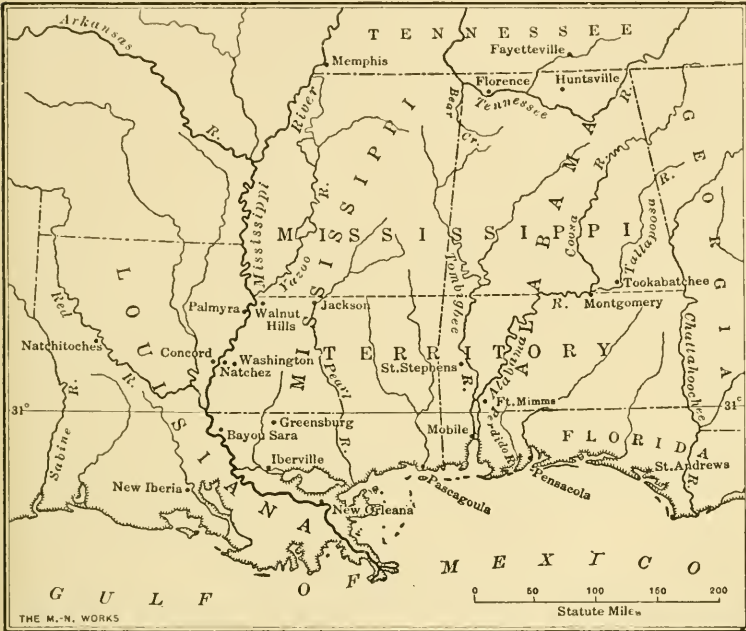 Arkansas
R.
TENNESSEE
Fayetteville
Memphis
Florence
Huntsville
Bear
Cr.
Tennessee
R.
River
Mississippi
MISSISSIPPI
R.
Yazoo
MISSISSIPPI
ALABAMA
Coosa
R.
Tallapoosa
R.
GEORGIA
Tombigbee
R.
LOUISIANA
Red
R.
Palmyra
Walnut
Hills
Jackson
R.
Montgomery
Tookabatchee
Natchitoches
Concord
Washington
Natchez
TERRITORY
St. Stephens
Alabama
Chattahoochee
R.
Pearl
R.
31°
31°
Ft. Mimms
Perdido R.
Sabine
R.
Bayou Sara
Greensburg
Mobile
FLORIDA
Iberville
St. Andrews
New Iberia
New Orleans
Pascagoula
Pensacola
GULF OF MEXICO
0 50 100 150 200
Statute Miles
THE M.-N. WORKS